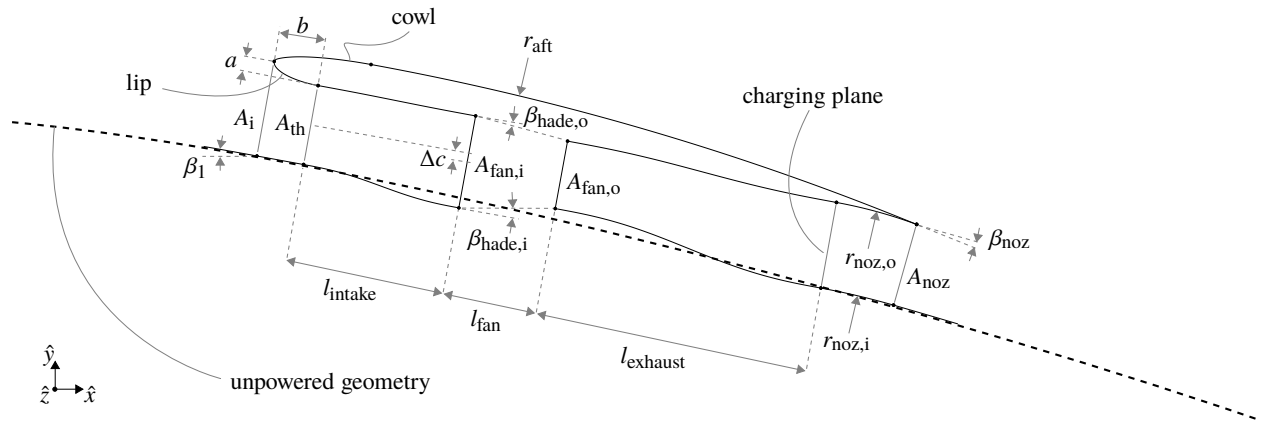 b
cowl
r_aft
a
lip
charging plane
A_i
A_th
β_hade,o
Δc
β_1
A_fan,i
A_fan,o
β_hade,i
β_noz
r_noz,o
A_noz
l_intake
l_fan
r_noz,i
l_exhaust
ŷ
ẑ
x̂
unpowered geometry